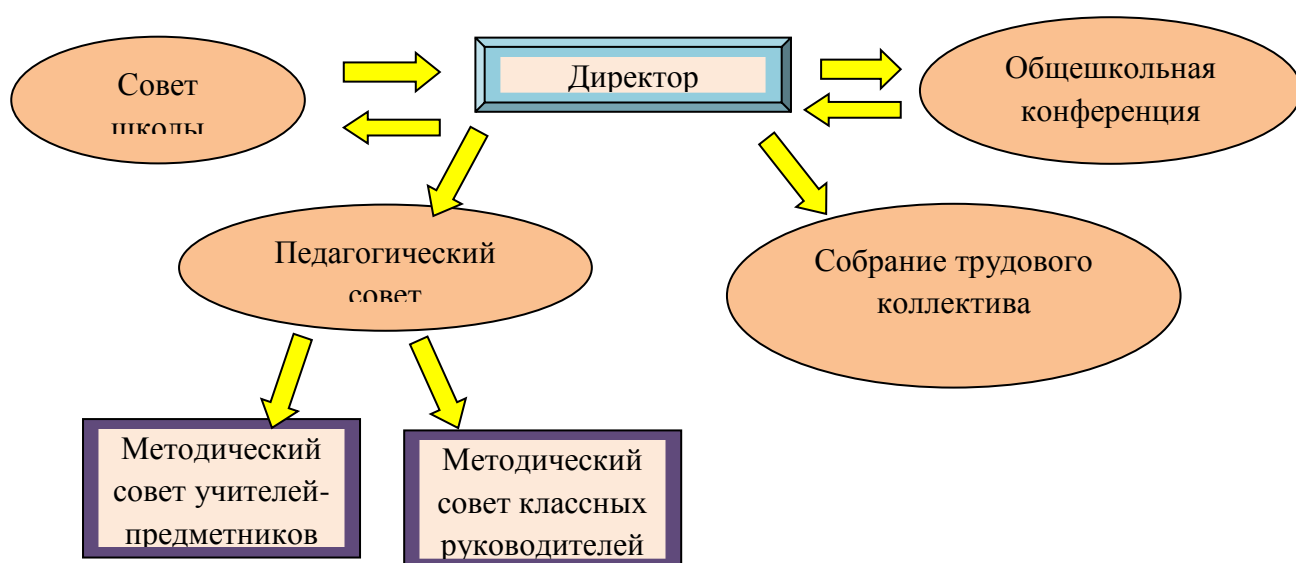 Совет
школы
Директор
Общешкольная
конференция
Педагогический
совет
Собрание трудового
коллектива
Методический
совет учителей-
предметников
Методический
совет классных
руководителей